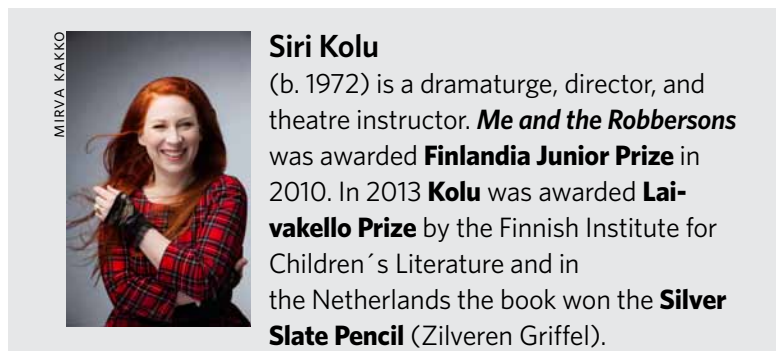 MIRVA KAKKO
Siri Kolu
(b. 1972) is a dramaturge, director, and
theatre instructor. Me and the Robbersons
was awarded Finlandia Junior Prize in
2010. In 2013 Kolu was awarded Lai-
vakello Prize by the Finnish Institute for
Children´s Literature and in
the Netherlands the book won the Silver
Slate Pencil (Zilveren Griffel).